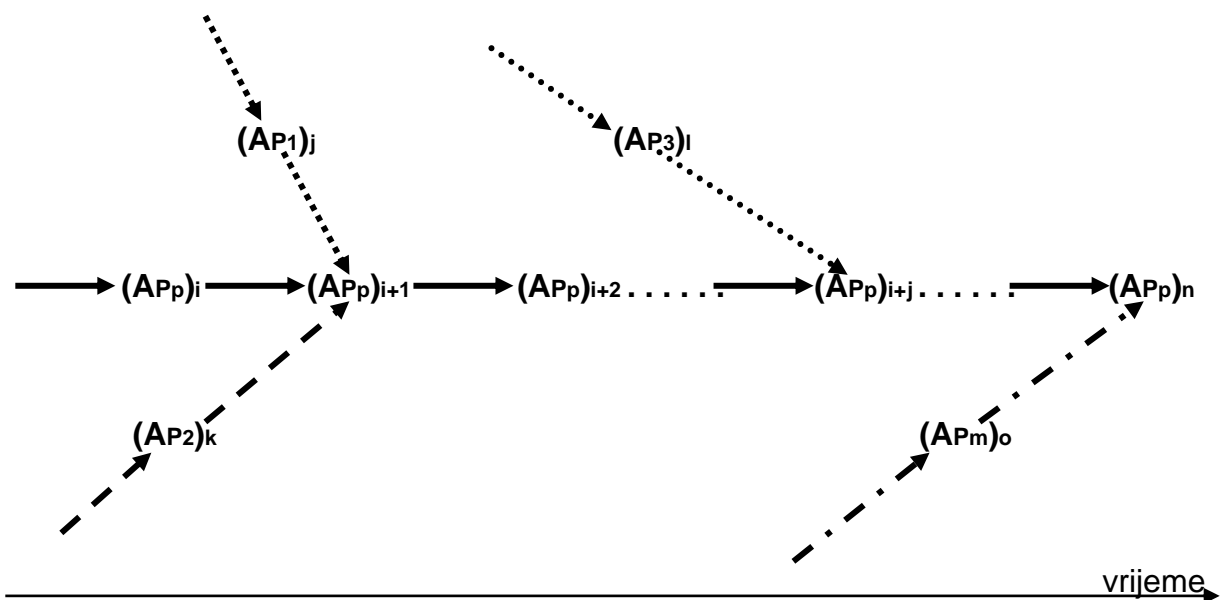 (AP1)j (AP3)l
(APp)i (APp)i+1 (APp)i+2 . . . . . . (APp)i+j . . . . . . (APp)n
(AP2)k (APm)o
vrijeme